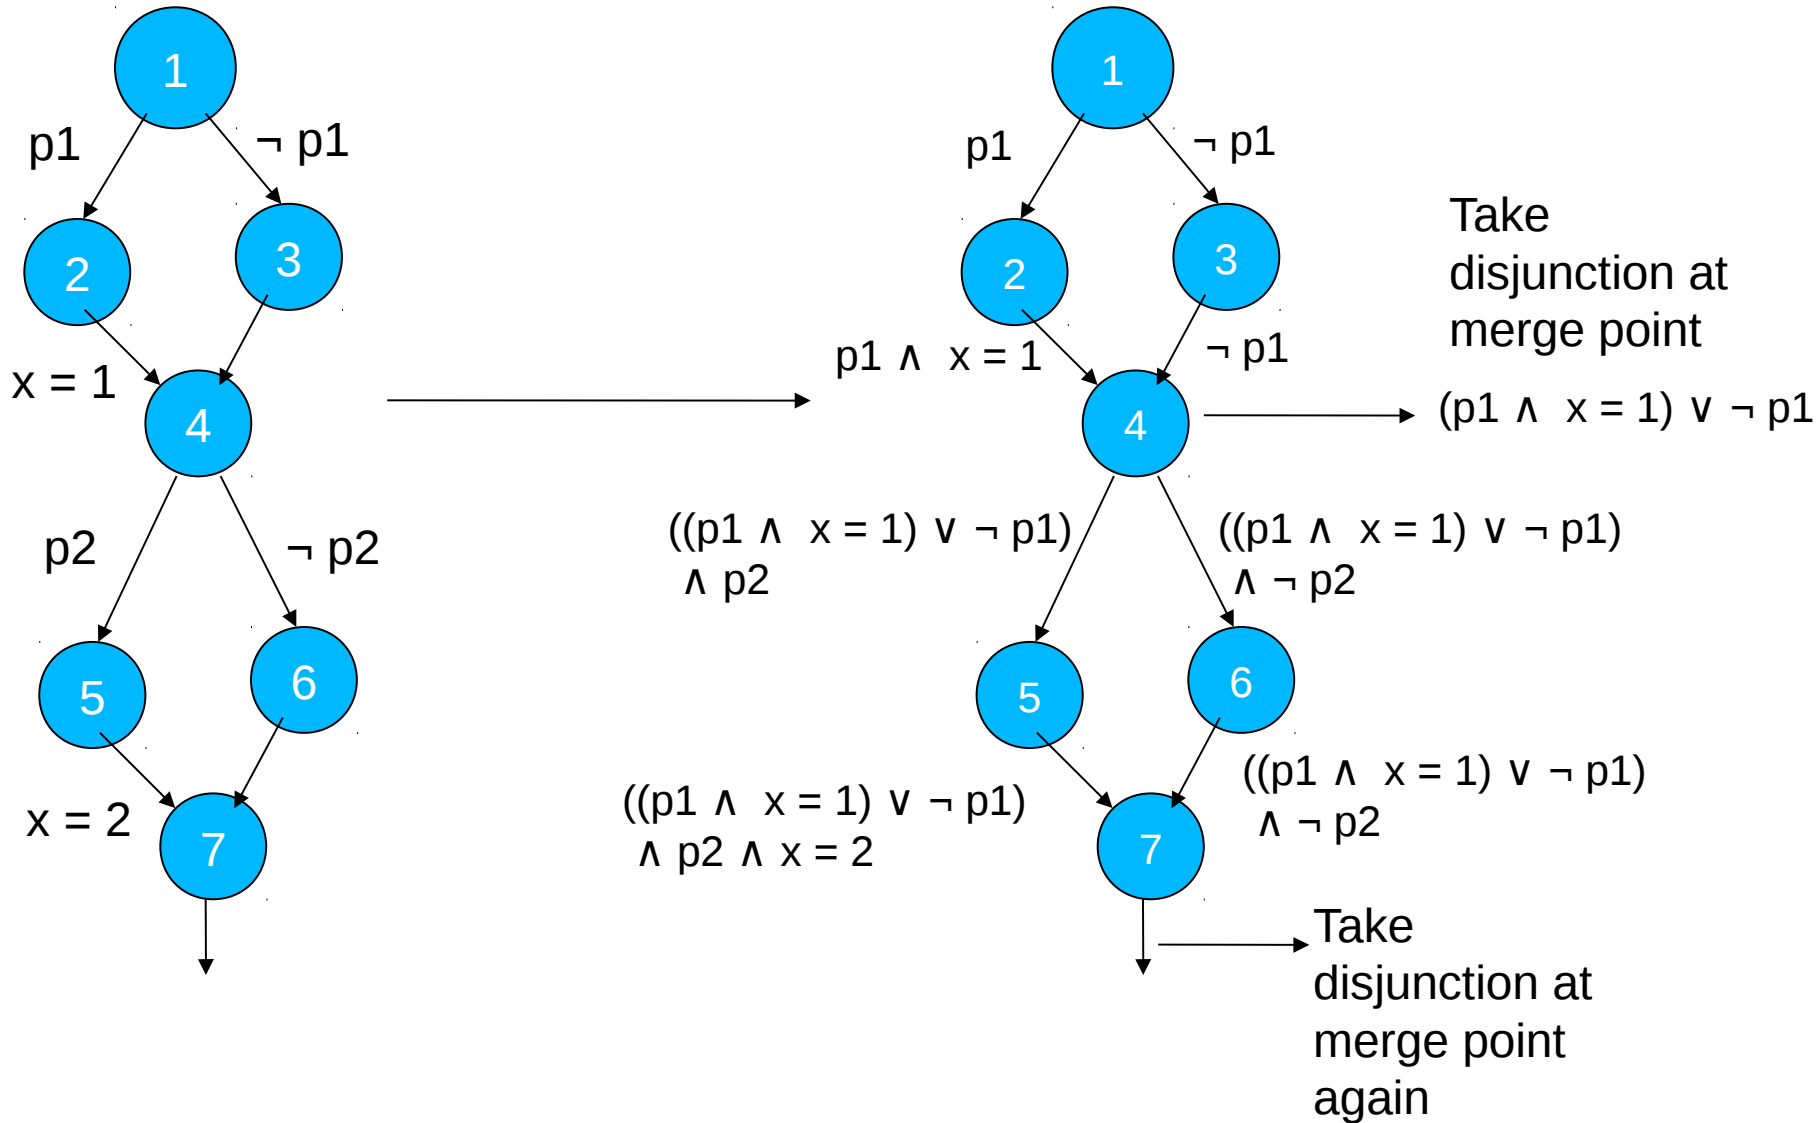 1
p1
¬ p1
2
3
x = 1
4
p2
¬ p2
5
6
x = 2
7
1
p1
¬ p1
2
3
p1 ∧ x = 1
¬ p1
4
Take
disjunction at
merge point
(p1 ∧ x = 1) ∨ ¬ p1
((p1 ∧ x = 1) ∨ ¬ p1)
∧ p2
((p1 ∧ x = 1) ∨ ¬ p1)
∧ ¬ p2
5
6
((p1 ∧ x = 1) ∨ ¬ p1)
∧ p2 ∧ x = 2
((p1 ∧ x = 1) ∨ ¬ p1)
∧ ¬ p2
7
Take
disjunction at
merge point
again